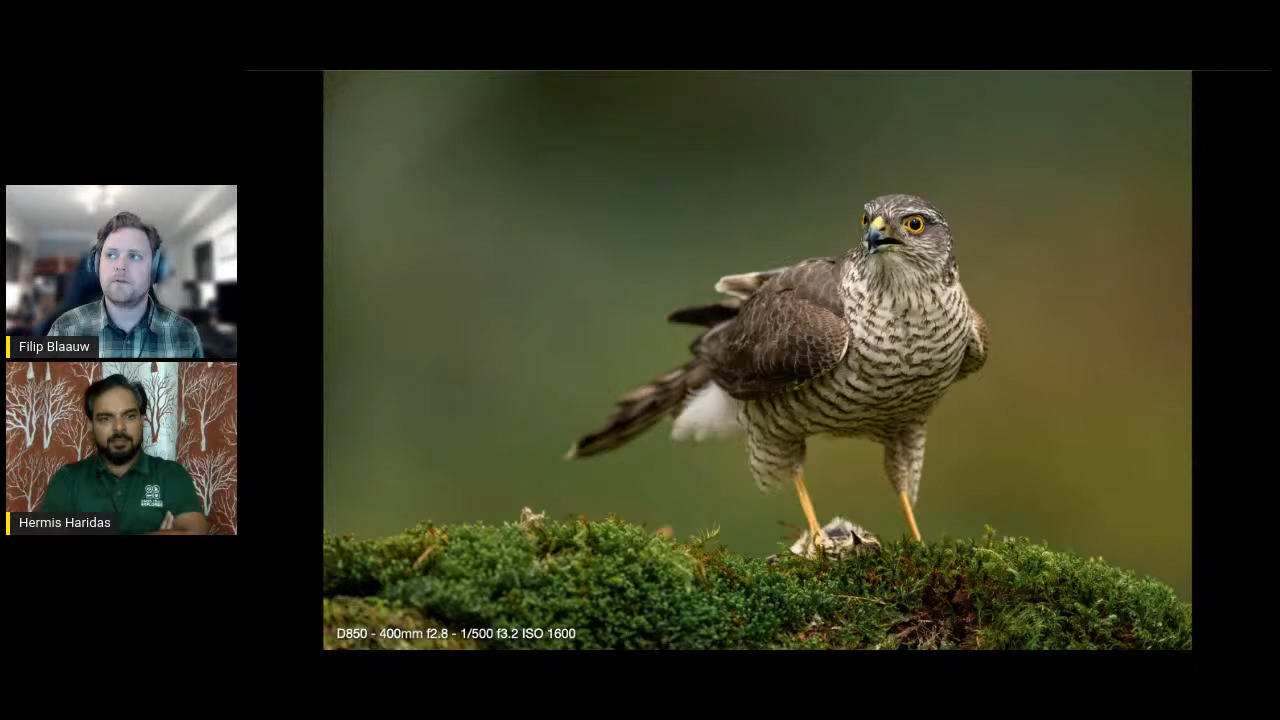 Filip Blaauw
Hermis Haridas
D850 - 400mm f2.8 - 1/500 f3.2 ISO 1600